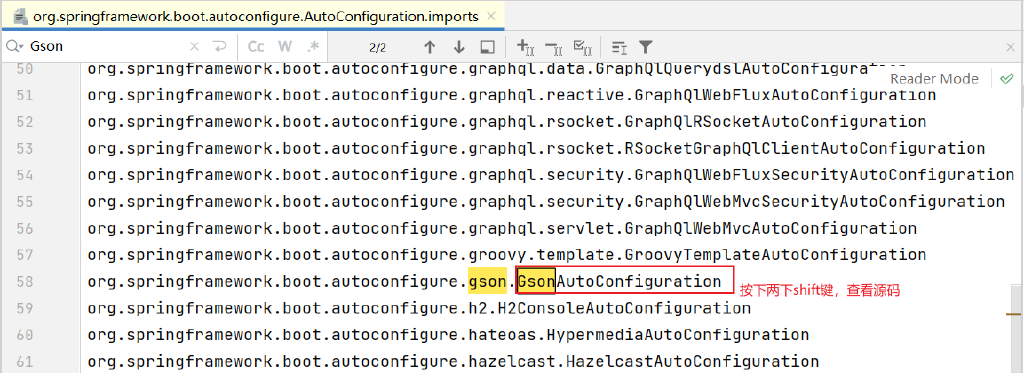 org.springframework.boot.autoconfigure.AutoConfiguration.imports
Gson Cc W .* 2/2
50 org.springframework.boot.autoconfigure.graphql.data.GraphQlQuerydslAutoConfiguration
Reader Mode
51 org.springframework.boot.autoconfigure.graphql.reactive.GraphQlWebFluxAutoConfiguration
52 org.springframework.boot.autoconfigure.graphql.rsocket.GraphQlRSocketAutoConfiguration
53 org.springframework.boot.autoconfigure.graphql.rsocket.RSocketGraphQlClientAutoConfiguration
54 org.springframework.boot.autoconfigure.graphql.security.GraphQlWebFluxSecurityAutoConfiguration
55 org.springframework.boot.autoconfigure.graphql.security.GraphQlWebMvcSecurityAutoConfiguration
56 org.springframework.boot.autoconfigure.graphql.servlet.GraphQlWebMvcAutoConfiguration
57 org.springframework.boot.autoconfigure.groovy.template.GroovyTemplateAutoConfiguration
58 org.springframework.boot.autoconfigure.gson.GsonAutoConfiguration 按下两下shift键，查看源码
59 org.springframework.boot.autoconfigure.h2.H2ConsoleAutoConfiguration
60 org.springframework.boot.autoconfigure.hateoas.HypermediaAutoConfiguration
61 org.springframework.boot.autoconfigure.hazelcast.HazelcastAutoConfiguration